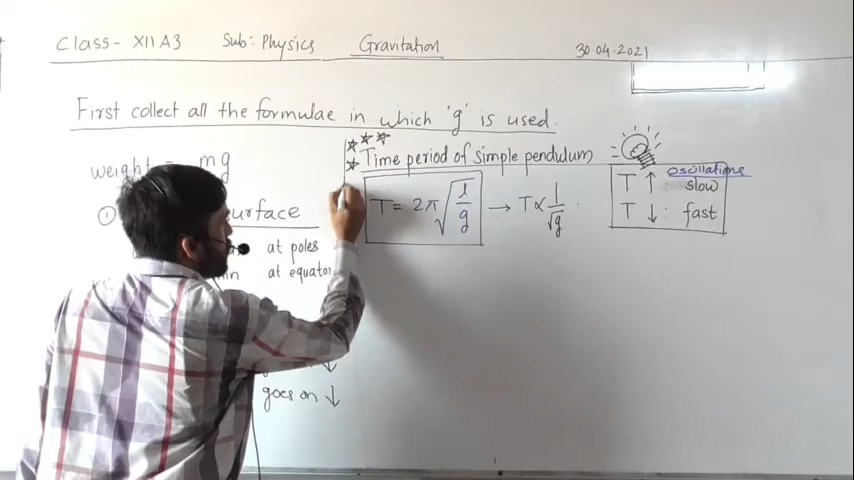 Class- XII A3 Sub: Physics Gravitation 30.04.2021
First collect all the formulae in which 'g' is used.
weight = mg
① urface
at poles
at equator
↓
goes on ↓
Time period of simple pendulum
T = 2π√(l/g) → T ∝ 1/√g
oscillations
T ↑ : slow
T ↓ : fast